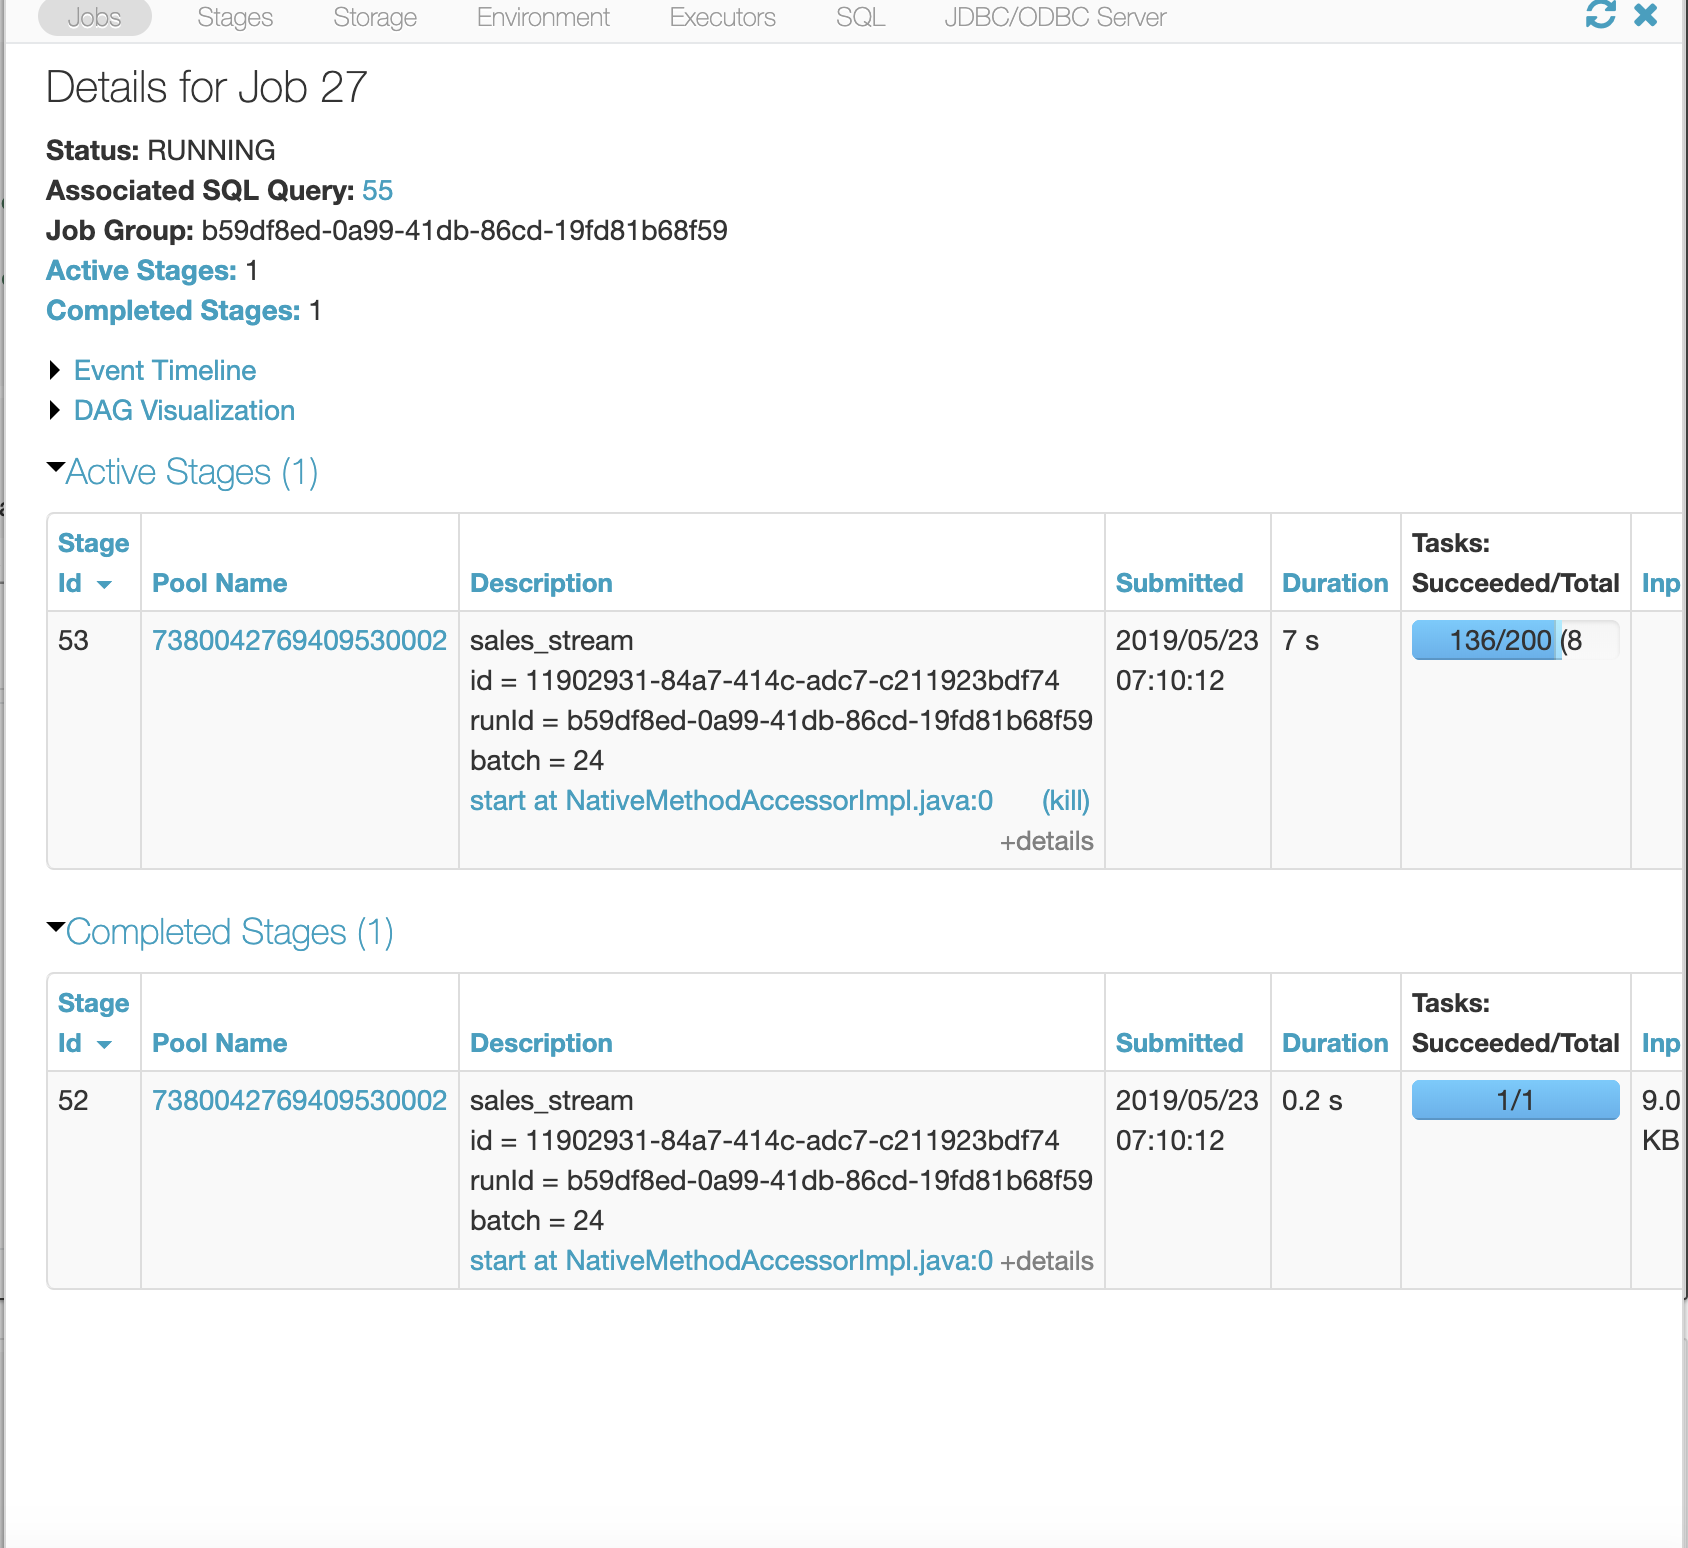 Jobs Stages Storage Environment Executors SQL JDBC/ODBC Server
Details for Job 27
Status: RUNNING
Associated SQL Query: 55
Job Group: b59df8ed-0a99-41db-86cd-19fd81b68f59
Active Stages: 1
Completed Stages: 1
Event Timeline
DAG Visualization
Active Stages (1)
Stage Id Pool Name Description Submitted Duration Tasks: Succeeded/Total Inp
53 7380042769409530002 sales_stream 2019/05/23 7 s 136/200 (8
id = 11902931-84a7-414c-adc7-c211923bdf74 07:10:12
runId = b59df8ed-0a99-41db-86cd-19fd81b68f59
batch = 24
start at NativeMethodAccessorImpl.java:0 (kill)
+details
Completed Stages (1)
Stage Id Pool Name Description Submitted Duration Tasks: Succeeded/Total Inp
52 7380042769409530002 sales_stream 2019/05/23 0.2 s 1/1 9.0
id = 11902931-84a7-414c-adc7-c211923bdf74 07:10:12 KB
runId = b59df8ed-0a99-41db-86cd-19fd81b68f59
batch = 24
start at NativeMethodAccessorImpl.java:0 +details